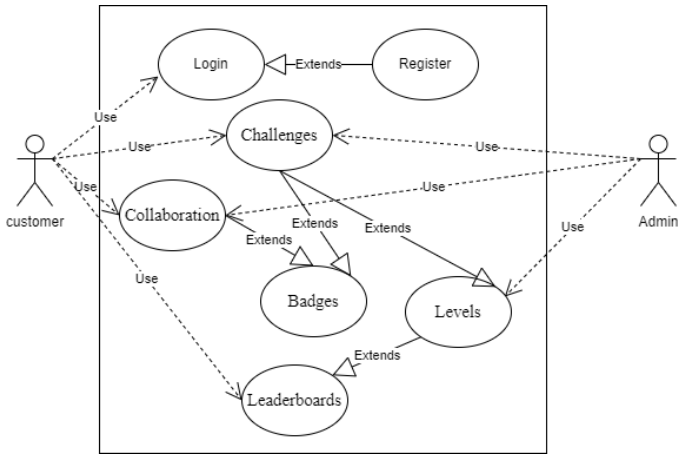 Login
Extends
Register
Use
Challenges
Use
Use
customer
Use
Collaboration
Use
Admin
Extends
Extends
Extends
Use
Use
Badges
Levels
Extends
Leaderboards